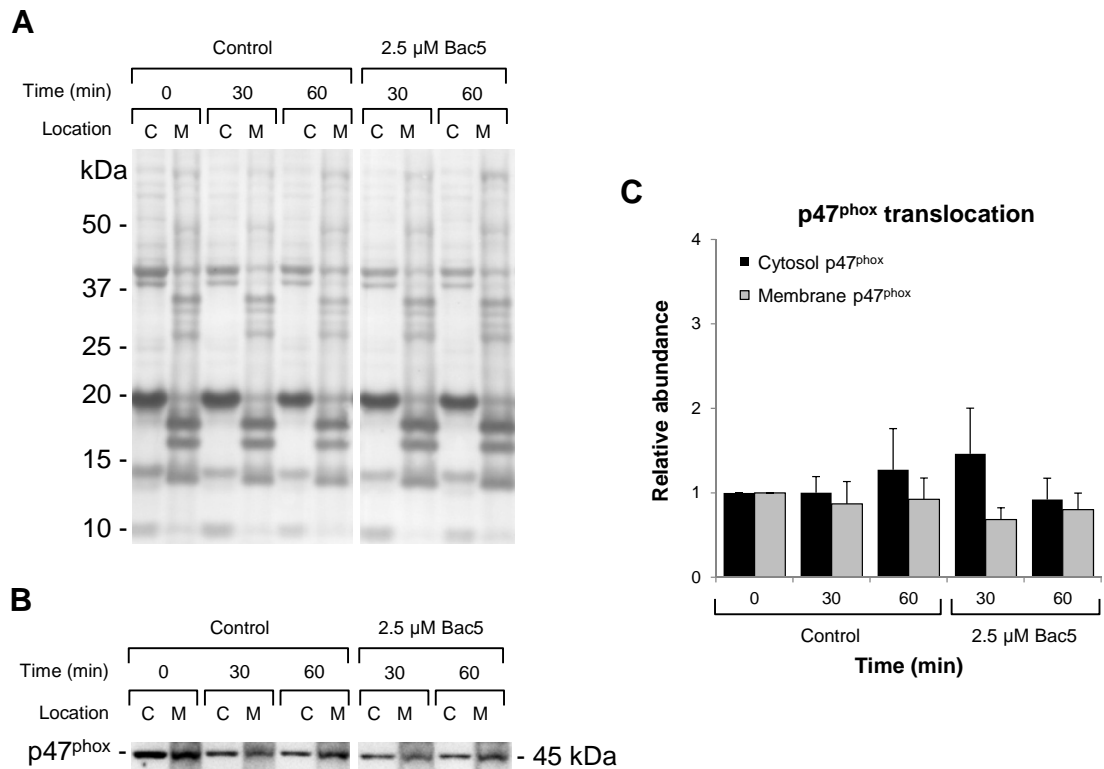 A
Control 2.5 µM Bac5
Time (min) 0 30 60 30 60
Location C M C M C M C M C M
kDa
50 -
37 -
25 -
20 -
15 -
10 -
B
Control 2.5 µM Bac5
Time (min) 0 30 60 30 60
Location C M C M C M C M C M
p47phox - - 45 kDa
C
p47phox translocation
Relative abundance
4
3
2
1
0
Cytosol p47phox
Membrane p47phox
0 30 60 30 60
Control 2.5 µM Bac5
Time (min)